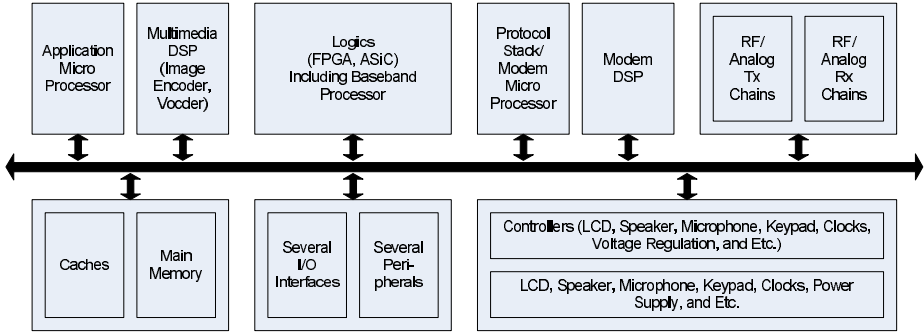 Application
Micro
Processor
Multimedia
DSP
(Image
Encoder,
Vocder)
Logics
(FPGA, ASiC)
Including Baseband
Processor
Protocol
Stack/
Modem
Micro
Processor
Modem
DSP
RF/
Analog
Tx
Chains
RF/
Analog
Rx
Chains
Caches
Main
Memory
Several
I/O
Interfaces
Several
Peri-
pherals
Controllers (LCD, Speaker, Microphone, Keypad, Clocks,
Voltage Regulation, and Etc.)
LCD, Speaker, Microphone, Keypad, Clocks, Power
Supply, and Etc.